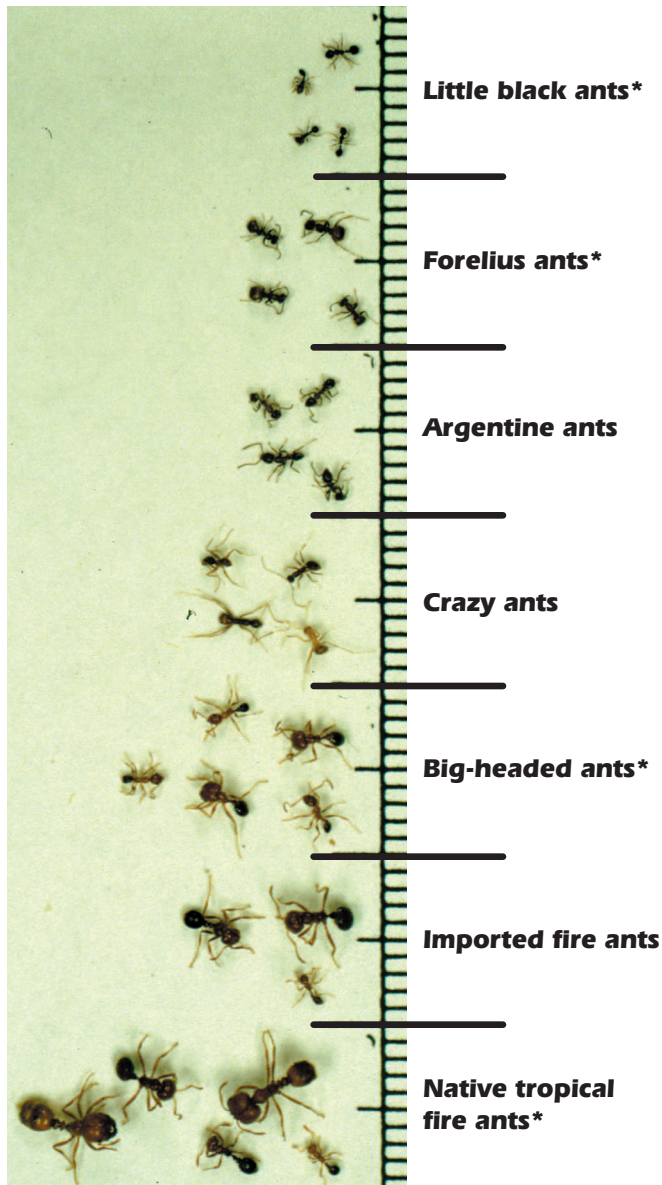 Little black ants*
Forelius ants*
Argentine ants
Crazy ants
Big-headed ants*
Imported fire ants
Native tropical
fire ants*